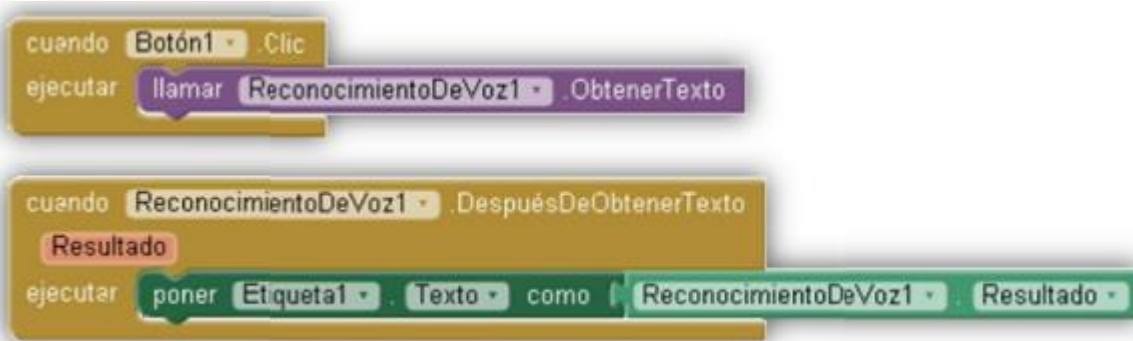 cuando Botón1 .Clic
ejecutar llamar ReconocimientoDeVoz1 .ObtenerTexto
cuando ReconocimientoDeVoz1 .DespuésDeObtenerTexto
Resultado
ejecutar poner Etiqueta1 . Texto como ReconocimientoDeVoz1 . Resultado